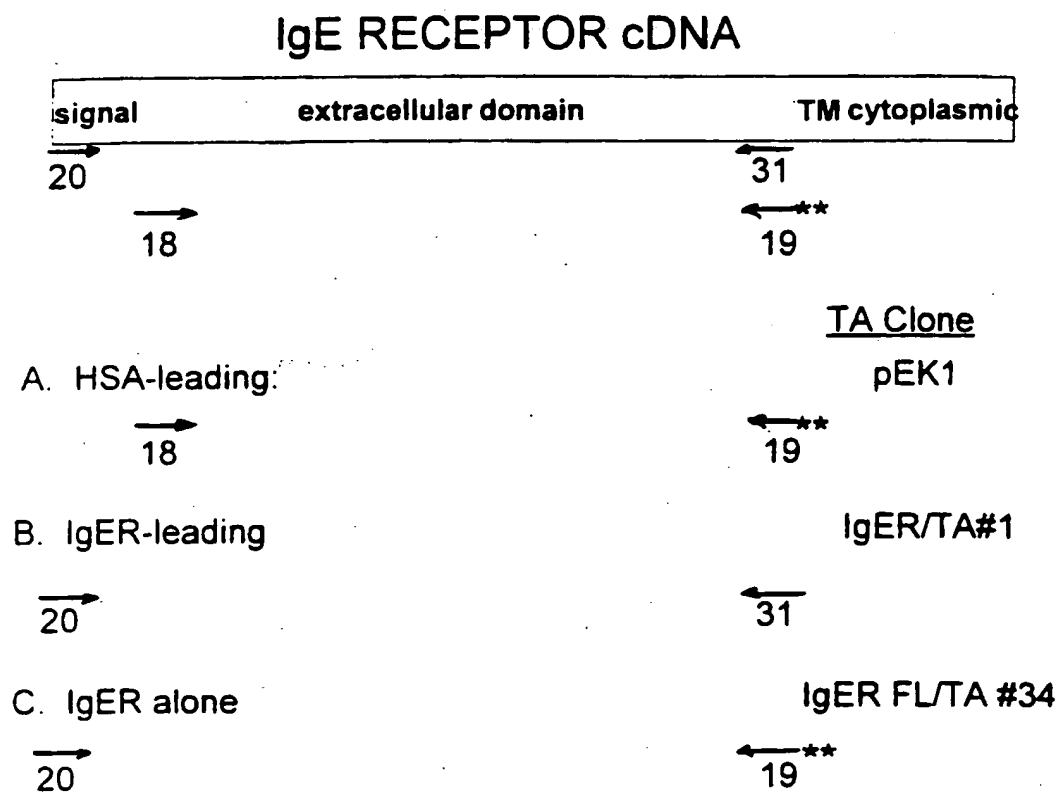 IgE RECEPTOR cDNA
signal extracellular domain TM cytoplasmic
20 31
18 19 **
TA Clone
A. HSA-leading: pEK1
18 19 **
B. IgER-leading IgER/TA#1
20 31
C. IgER alone IgER FL/TA #34
20 19 **